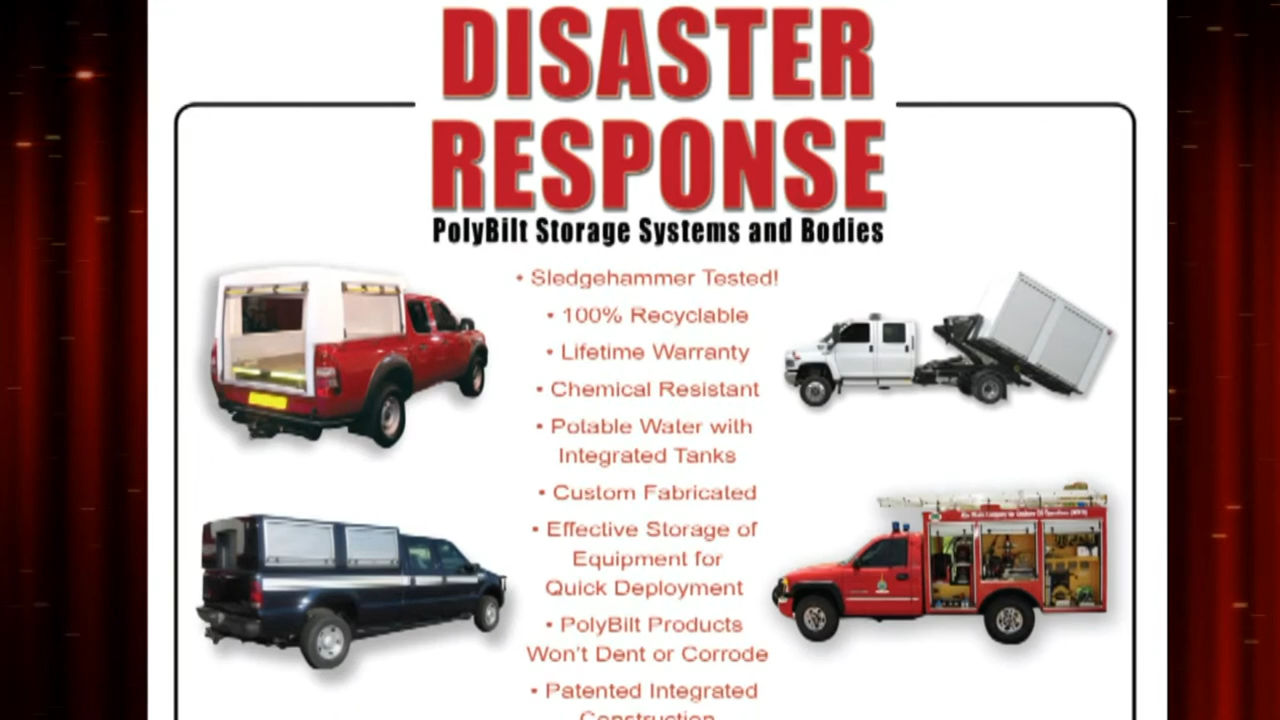 DISASTER
RESPONSE
PolyBilt Storage Systems and Bodies
• Sledgehammer Tested!
• 100% Recyclable
• Lifetime Warranty
• Chemical Resistant
• Potable Water with
Integrated Tanks
• Custom Fabricated
• Effective Storage of
Equipment for
Quick Deployment
• PolyBilt Products
Won't Dent or Corrode
• Patented Integrated
Construction